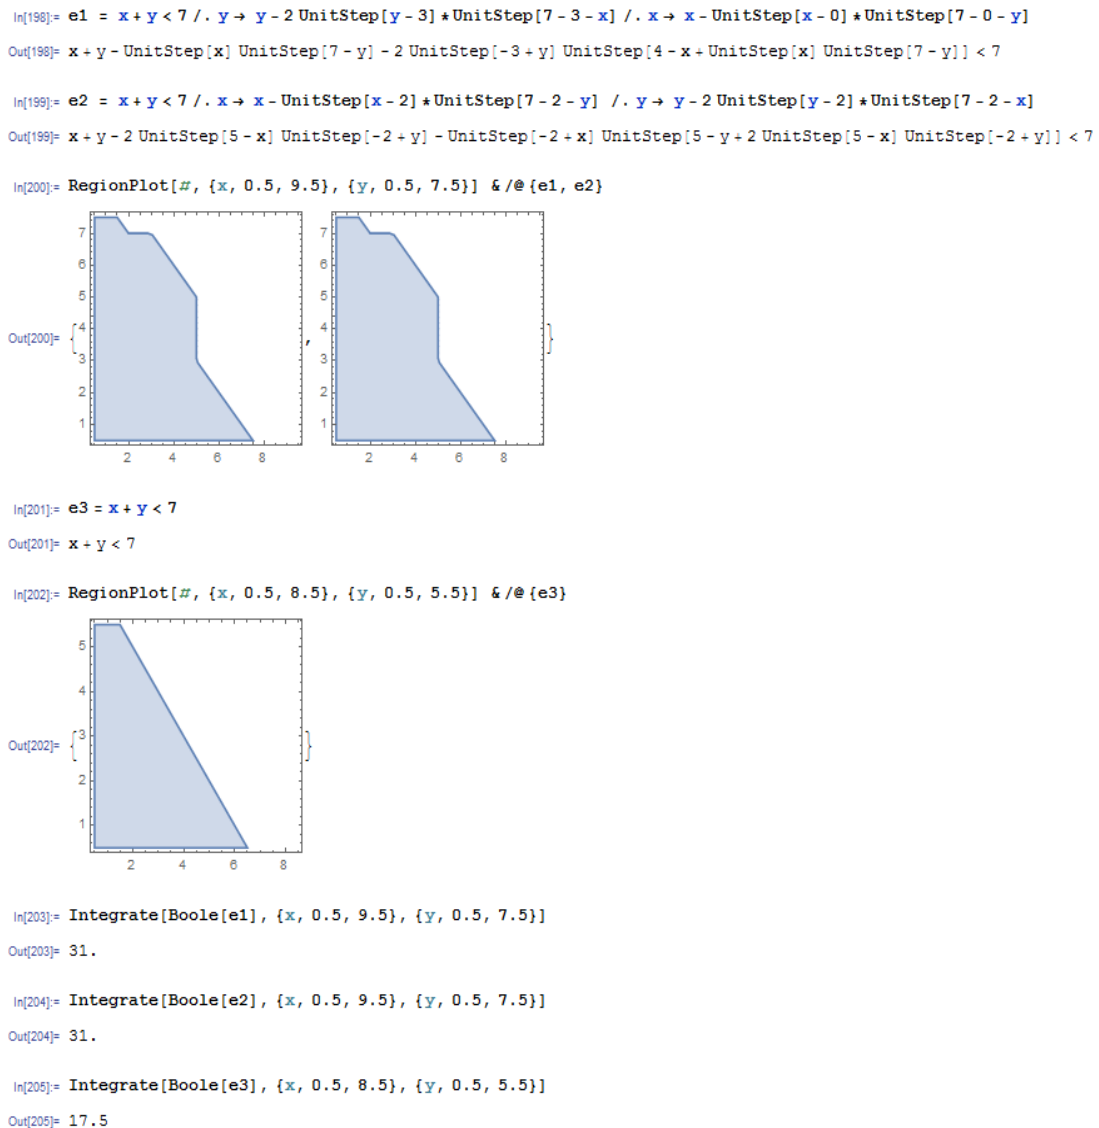 In[198]:= e1 = x + y < 7 /. y → y - 2 UnitStep[y - 3] * UnitStep[7 - 3 - x] /. x → x - UnitStep[x - 0] * UnitStep[7 - 0 - y]
Out[198]= x + y - UnitStep[x] UnitStep[7 - y] - 2 UnitStep[-3 + y] UnitStep[4 - x + UnitStep[x] UnitStep[7 - y]] < 7
In[199]:= e2 = x + y < 7 /. x → x - UnitStep[x - 2] * UnitStep[7 - 2 - y] /. y → y - 2 UnitStep[y - 2] * UnitStep[7 - 2 - x]
Out[199]= x + y - 2 UnitStep[5 - x] UnitStep[-2 + y] - UnitStep[-2 + x] UnitStep[5 - y + 2 UnitStep[5 - x] UnitStep[-2 + y]] < 7
In[200]:= RegionPlot[#, {x, 0.5, 9.5}, {y, 0.5, 7.5}] & /@ {e1, e2}
7 7
6 6
5 5
Out[200]= { 4 , 4 }
3 3
2 2
1 1
2 4 6 8 2 4 6 8
In[201]:= e3 = x + y < 7
Out[201]= x + y < 7
In[202]:= RegionPlot[#, {x, 0.5, 8.5}, {y, 0.5, 5.5}] & /@ {e3}
5
4
Out[202]= { 3 }
2
1
2 4 6 8
In[203]:= Integrate[Boole[e1], {x, 0.5, 9.5}, {y, 0.5, 7.5}]
Out[203]= 31.
In[204]:= Integrate[Boole[e2], {x, 0.5, 9.5}, {y, 0.5, 7.5}]
Out[204]= 31.
In[205]:= Integrate[Boole[e3], {x, 0.5, 8.5}, {y, 0.5, 5.5}]
Out[205]= 17.5